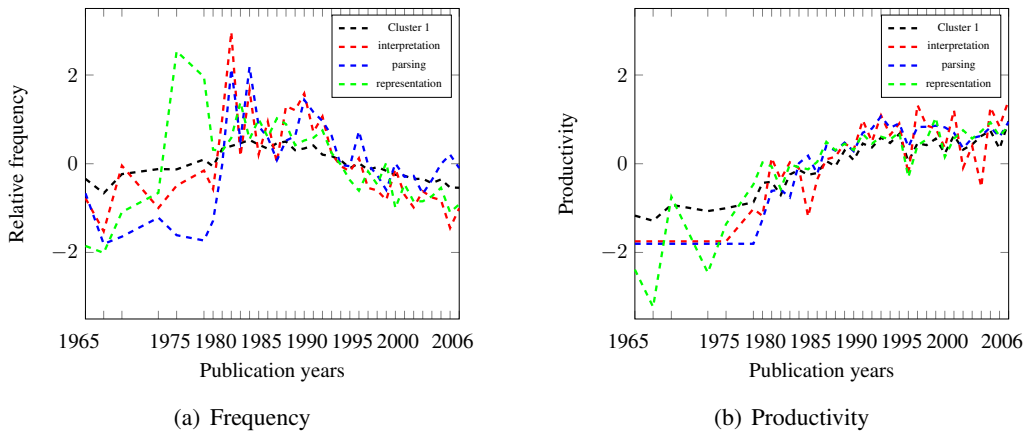 Cluster 1
interpretation
parsing
representation
2
0
−2
Relative frequency
1965 1975 1980 1985 1990 1995 2000 2006
Publication years
(a) Frequency
Cluster 1
interpretation
parsing
representation
2
0
−2
Productivity
1965 1975 1980 1985 1990 1995 2000 2006
Publication years
(b) Productivity